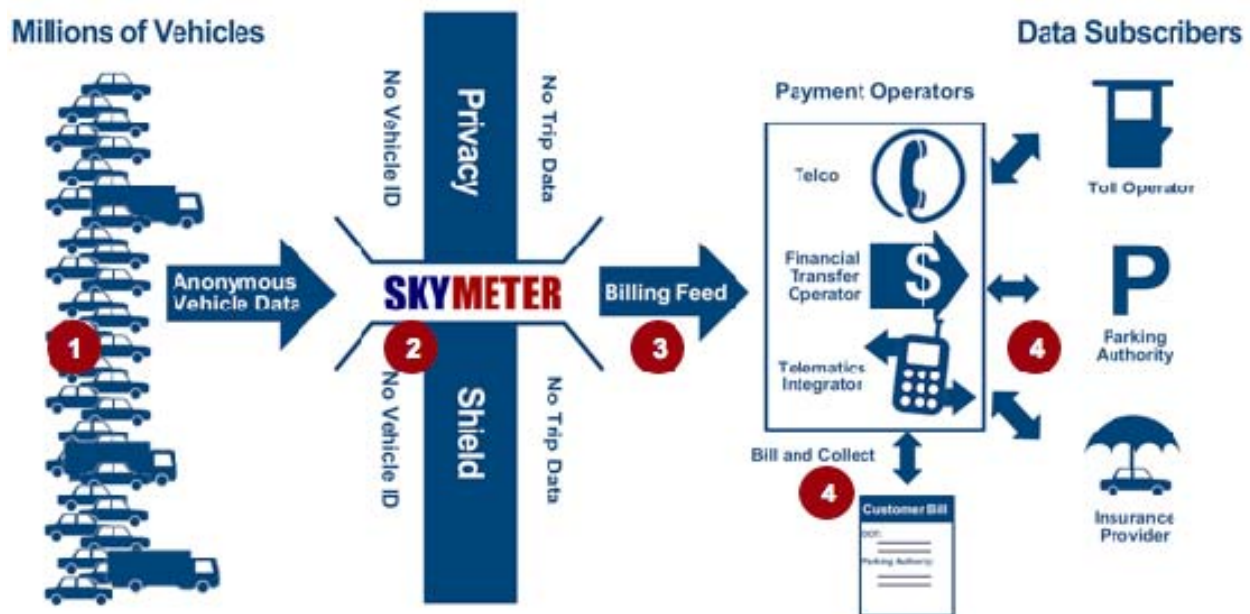 Millions of Vehicles
Data Subscribers
No Vehicle ID
Privacy
No Trip Data
Payment Operators
Telco
Toll Operator
Anonymous
Vehicle Data
SKYMETER
Billing Feed
Financial
Transfer
Operator
$
P
Parking
Authority
1
2
3
4
Telematics
Integrator
No Vehicle ID
Shield
No Trip Data
Bill and Collect
4
Customer Bill
Parking Authority
Insurance
Provider